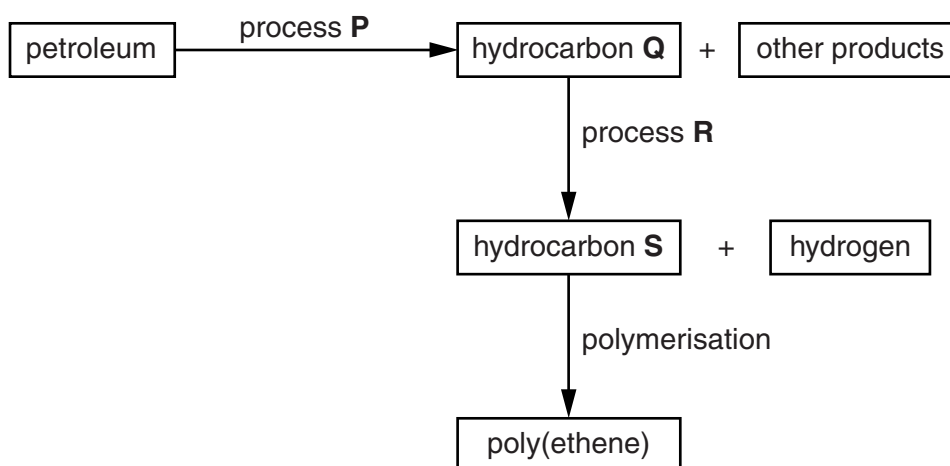 petroleum process P hydrocarbon Q + other products
process R
hydrocarbon S + hydrogen
polymerisation
poly(ethene)